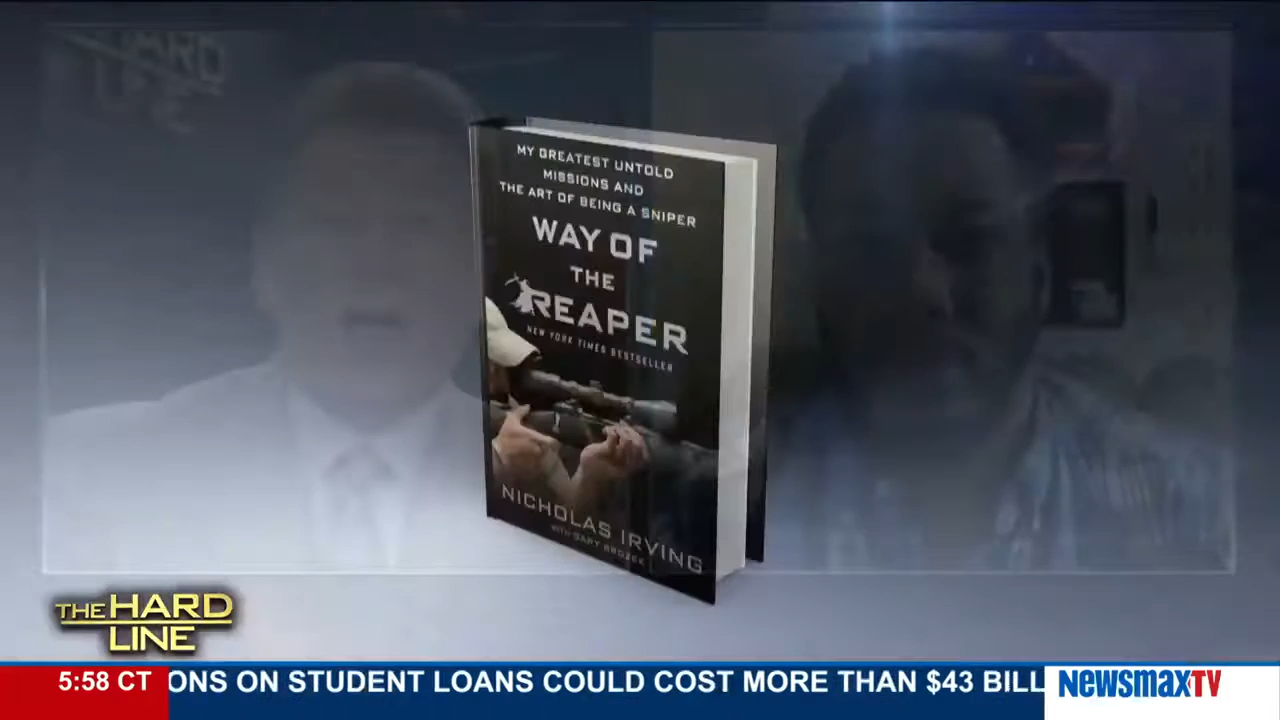 HARD
MY GREATEST UNTOLD
MISSIONS AND
THE ART OF BEING A SNIPER
WAY OF
THE
REAPER
NEW YORK TIMES BESTSELLER
NICHOLAS IRVING
WITH GARY BROZEK
THE HARD
LINE
5:58 CT
ONS ON STUDENT LOANS COULD COST MORE THAN $43 BILL
NEWSMAXTV